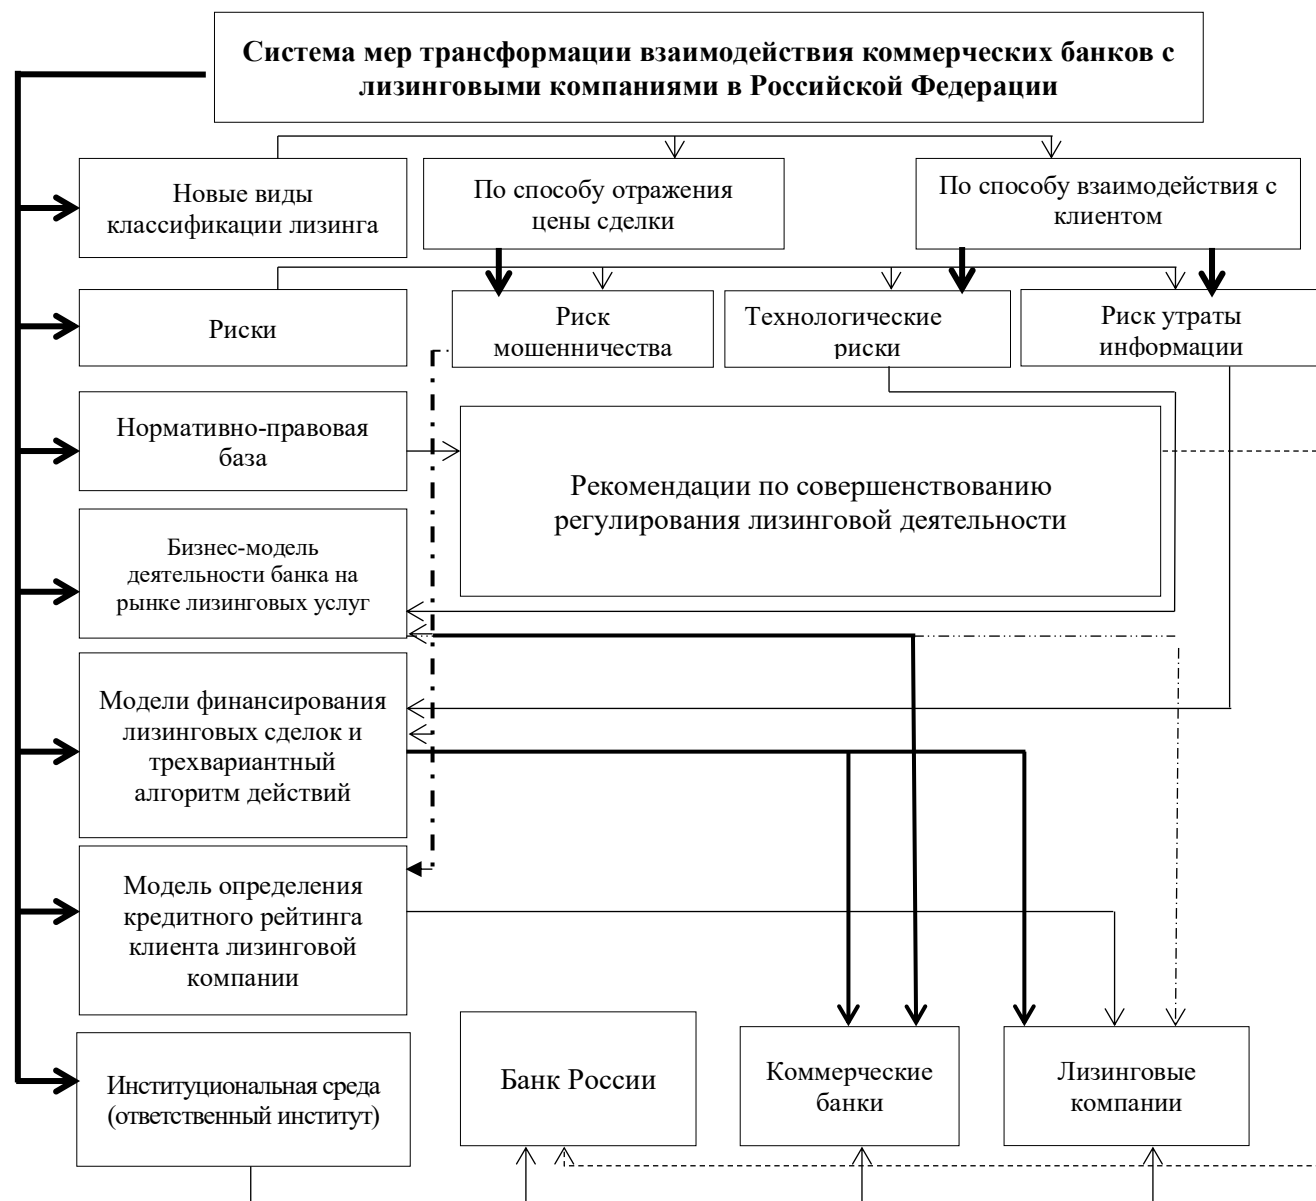 Система мер трансформации взаимодействия коммерческих банков с
лизинговыми компаниями в Российской Федерации
Новые виды
классификации лизинга
По способу отражения
цены сделки
По способу взаимодействия с
клиентом
Риски
Риск
мошенничества
Технологические
риски
Риск утраты
информации
Нормативно-правовая
база
Рекомендации по совершенствованию
регулирования лизинговой деятельности
Бизнес-модель
деятельности банка на
рынке лизинговых услуг
Модели финансирования
лизинговых сделок и
трехвариантный
алгоритм действий
Модель определения
кредитного рейтинга
клиента лизинговой
компании
Институциональная среда
(ответственный институт)
Банк России
Коммерческие
банки
Лизинговые
компании